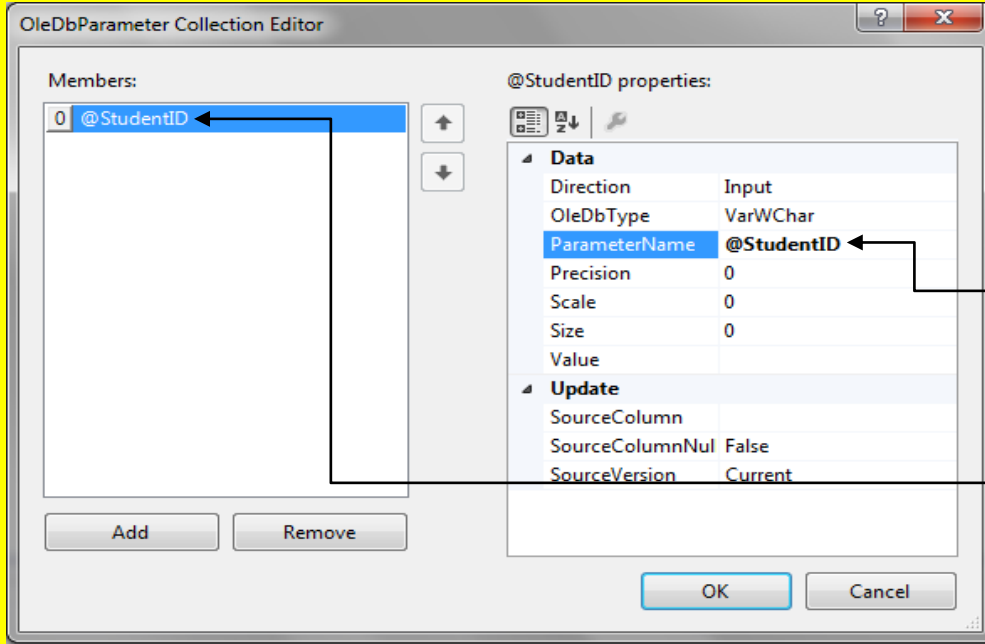 OleDbParameter Collection Editor
Members:
0 @StudentID
Add
Remove
@StudentID properties:
Data
Direction Input
OleDbType VarWChar
ParameterName @StudentID
Precision 0
Scale 0
Size 0
Value
Update
SourceColumn
SourceColumnNul False
SourceVersion Current
OK
Cancel